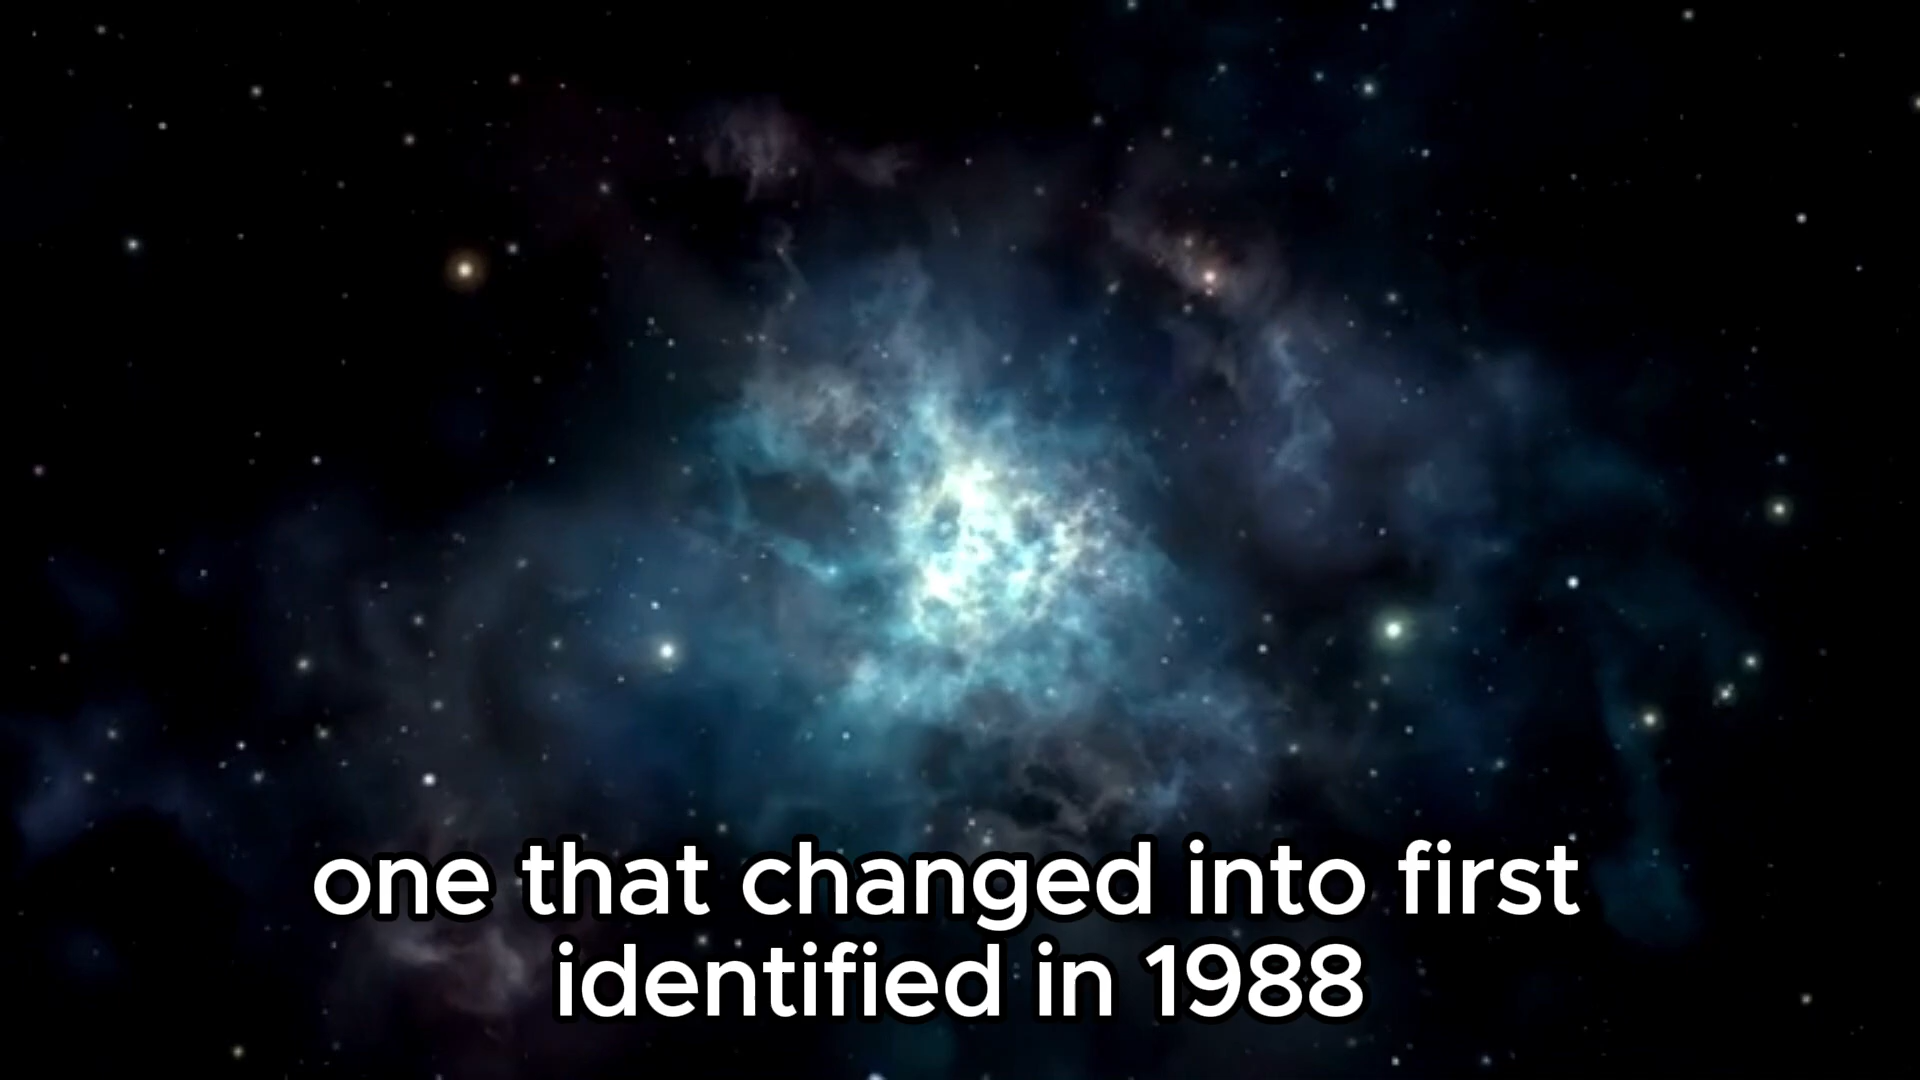 one that changed into first
identified in 1988